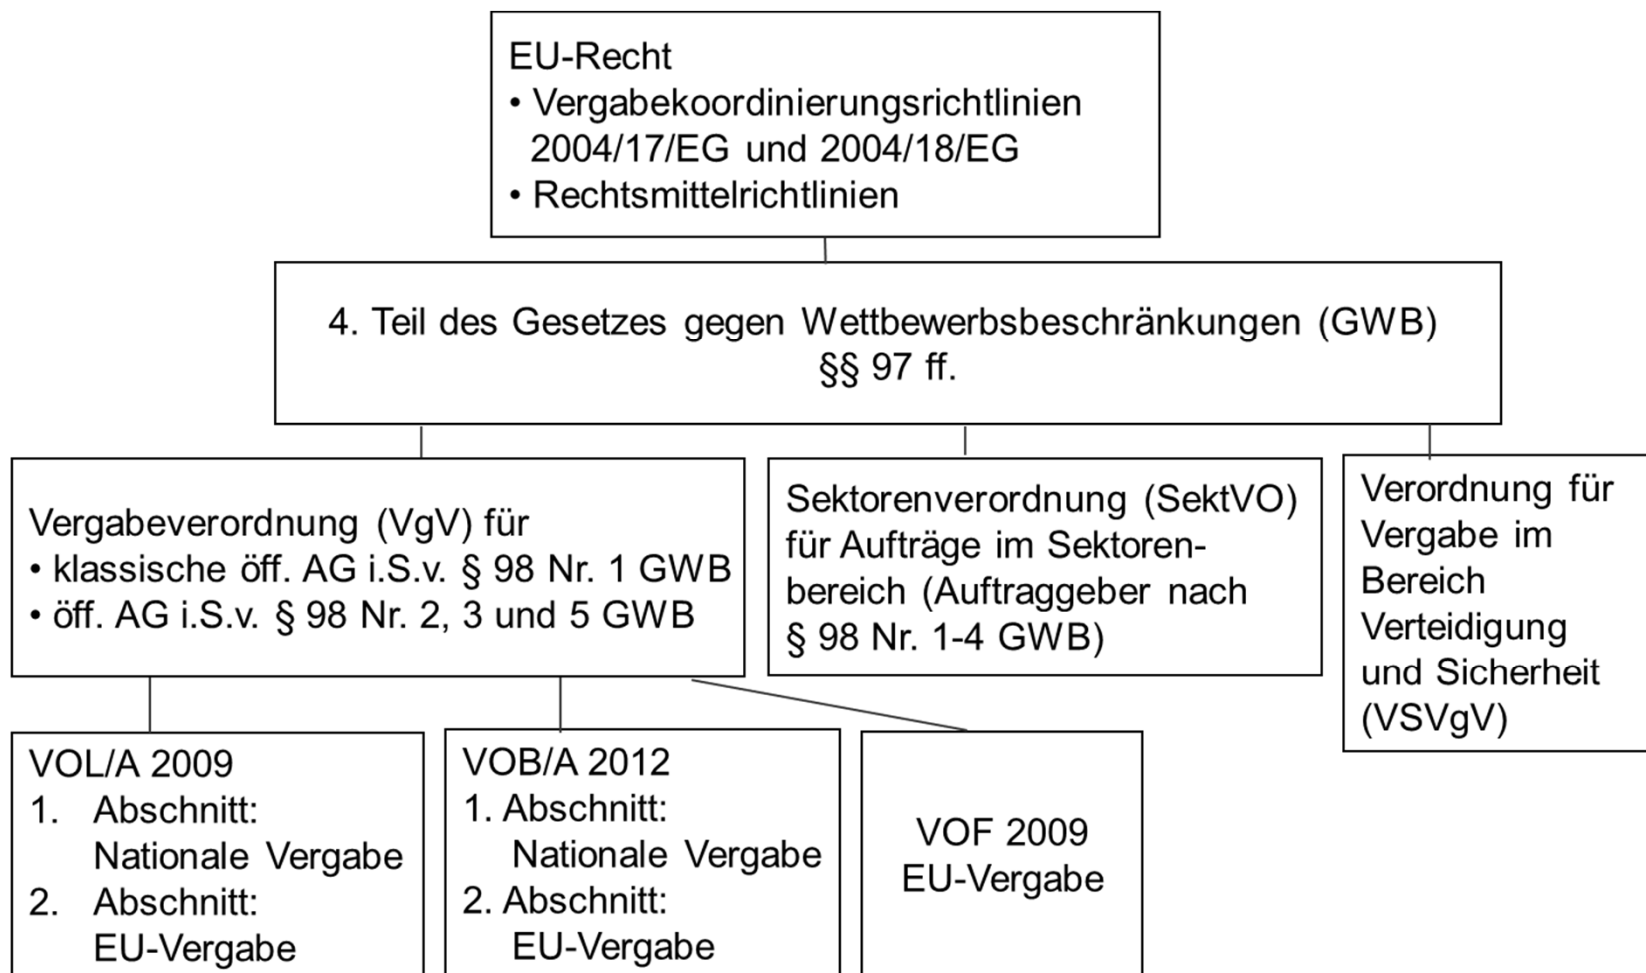 EU-Recht
• Vergabekoordinierungsrichtlinien
2004/17/EG und 2004/18/EG
• Rechtsmittelrichtlinien
4. Teil des Gesetzes gegen Wettbewerbsbeschränkungen (GWB)
§§ 97 ff.
Vergabeverordnung (VgV) für
• klassische öff. AG i.S.v. § 98 Nr. 1 GWB
• öff. AG i.S.v. § 98 Nr. 2, 3 und 5 GWB
Sektorenverordnung (SektVO)
für Aufträge im Sektoren-
bereich (Auftraggeber nach
§ 98 Nr. 1-4 GWB)
Verordnung für
Vergabe im
Bereich
Verteidigung
und Sicherheit
(VSVgV)
VOL/A 2009
1. Abschnitt:
Nationale Vergabe
2. Abschnitt:
EU-Vergabe
VOB/A 2012
1. Abschnitt:
Nationale Vergabe
2. Abschnitt:
EU-Vergabe
VOF 2009
EU-Vergabe